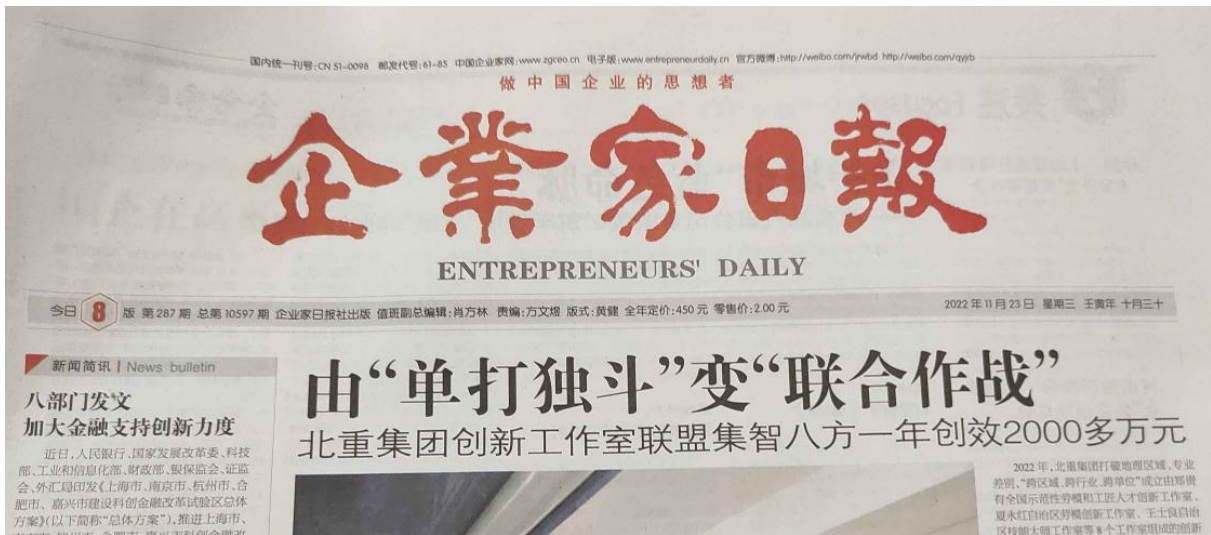 国内统一刊号:CN 51-0098 邮发代号:61-85 中国企业家网:www.zgceo.cn 电子版:www.entrepreneurdaily.cn 官方微博:http://weibo.com/jrwbd http://weibo.com/qyjrb
做中国企业的思想者
企業家日報
ENTREPRENEURS' DAILY
今日8版 第287期 总第10597期 企业家日报社出版 值班副总编辑:肖方林 责编:方文煜 版式:黄健 全年定价:450元 零售价:2.00元
2022年11月23日 星期三 壬寅年 十月三十
新闻简讯 | News bulletin
八部门发文
加大金融支持创新力度
近日,人民银行、国家发展改革委、科技
部、工业和信息化部、财政部、银保监会、证监
会、外汇局印发《上海市、南京市、杭州市、合
肥市、嘉兴市建设科创金融改革试验区总体
方案》(以下简称“总体方案”),推进上海市、
由“单打独斗”变“联合作战”
北重集团创新工作室联盟集智八方一年创效2000多万元
2022年,北重集团打破地理区域、专业
差别,“跨区域、跨行业、跨单位”成立由郑贵
有全国示范性劳模和工匠人才创新工作室、
夏永红自治区劳模创新工作室、王士良自治
区技能大师工作室等8个工作室组成的创新